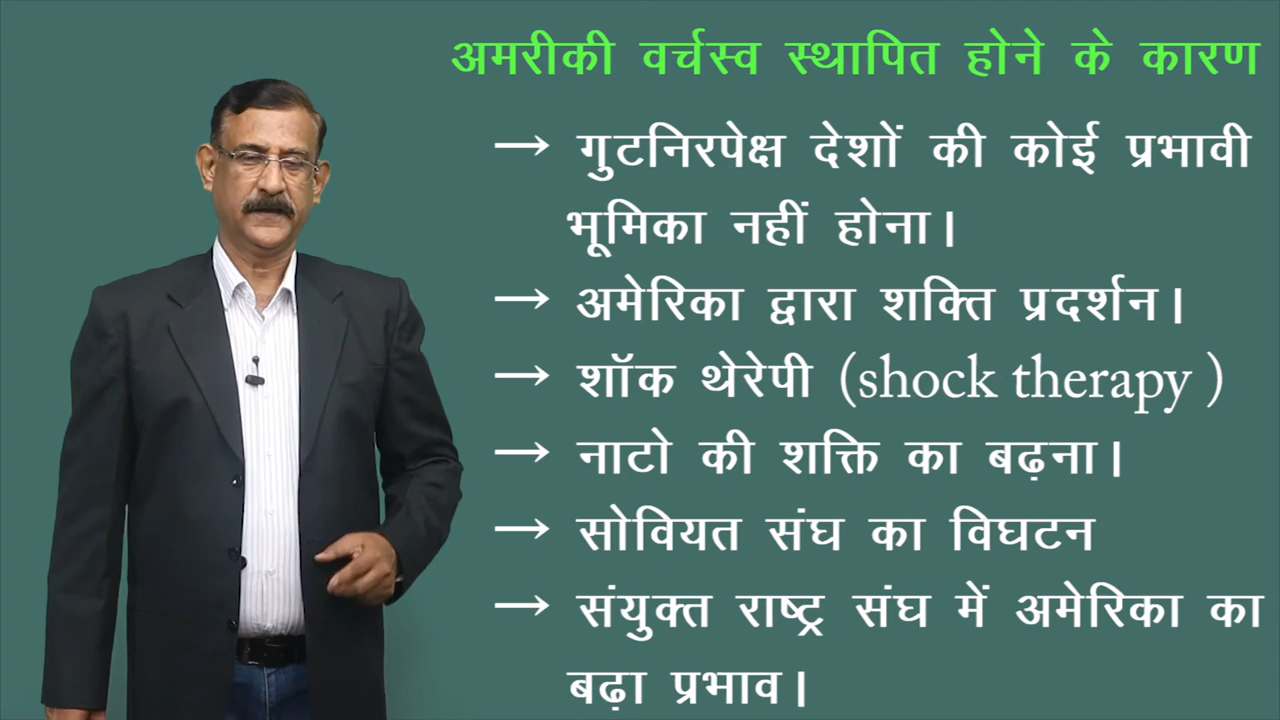 अमरीकी वर्चस्व स्थापित होने के कारण
→ गुटनिरपेक्ष देशों की कोई प्रभावी
भूमिका नहीं होना।
→ अमेरिका द्वारा शक्ति प्रदर्शन।
→ शॉक थेरेपी (shock therapy )
→ नाटो की शक्ति का बढ़ना।
→ सोवियत संघ का विघटन
→ संयुक्त राष्ट्र संघ में अमेरिका का
बढ़ा प्रभाव।